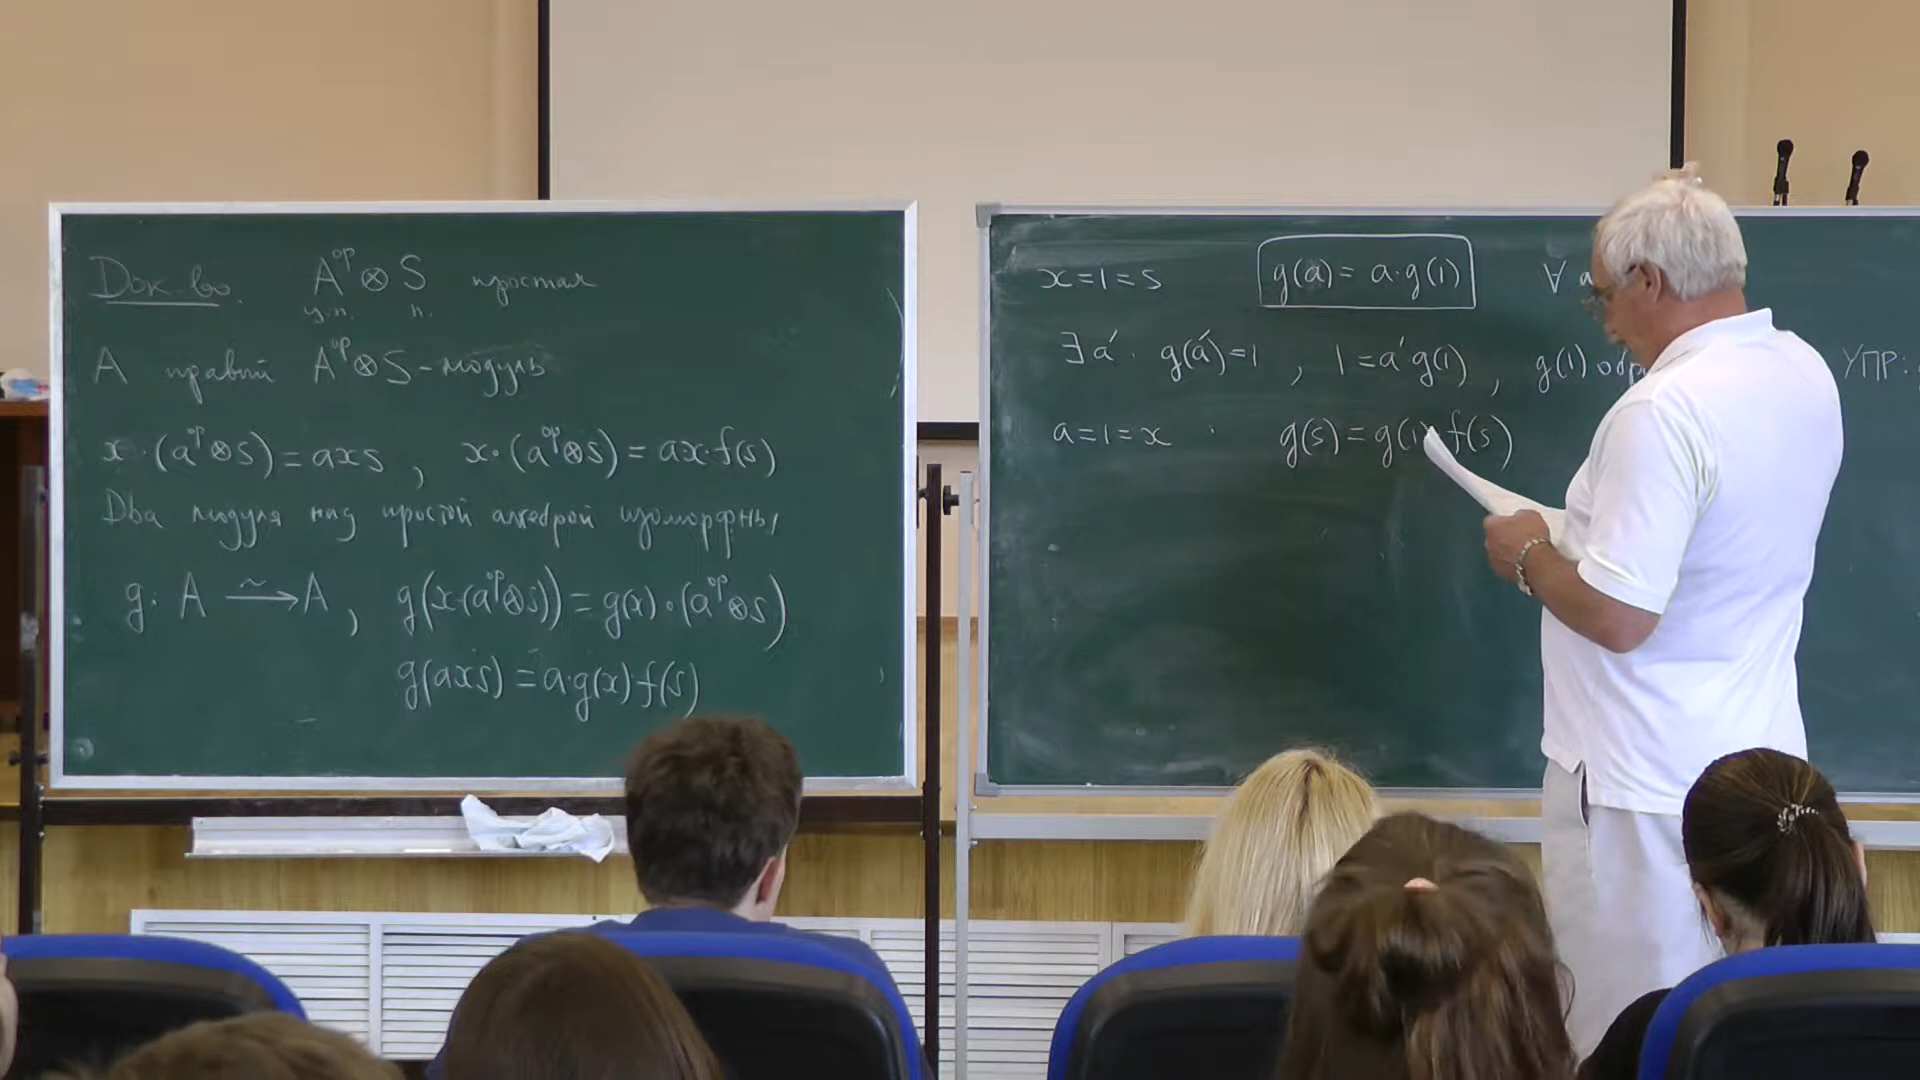 Док-во. A^op ⊗ S простая
ц.п. п.
A правый A^op ⊗ S - модуль
x·(a^op ⊗ s) = axs , x∘(a^op ⊗ s) = ax·f(s)
Два модуля над простой алгеброй изоморфны
g: A ⥲ A , g(x·(a^op ⊗ s)) = g(x)∘(a^op ⊗ s)
g(axs) = a·g(x)·f(s)
x=1=s g(a) = a·g(1) ∀ a
∃ a′ : g(a′)=1 , 1 = a′g(1) , g(1) обр УПР:
a=1=x : g(s) = g(1) f(s)